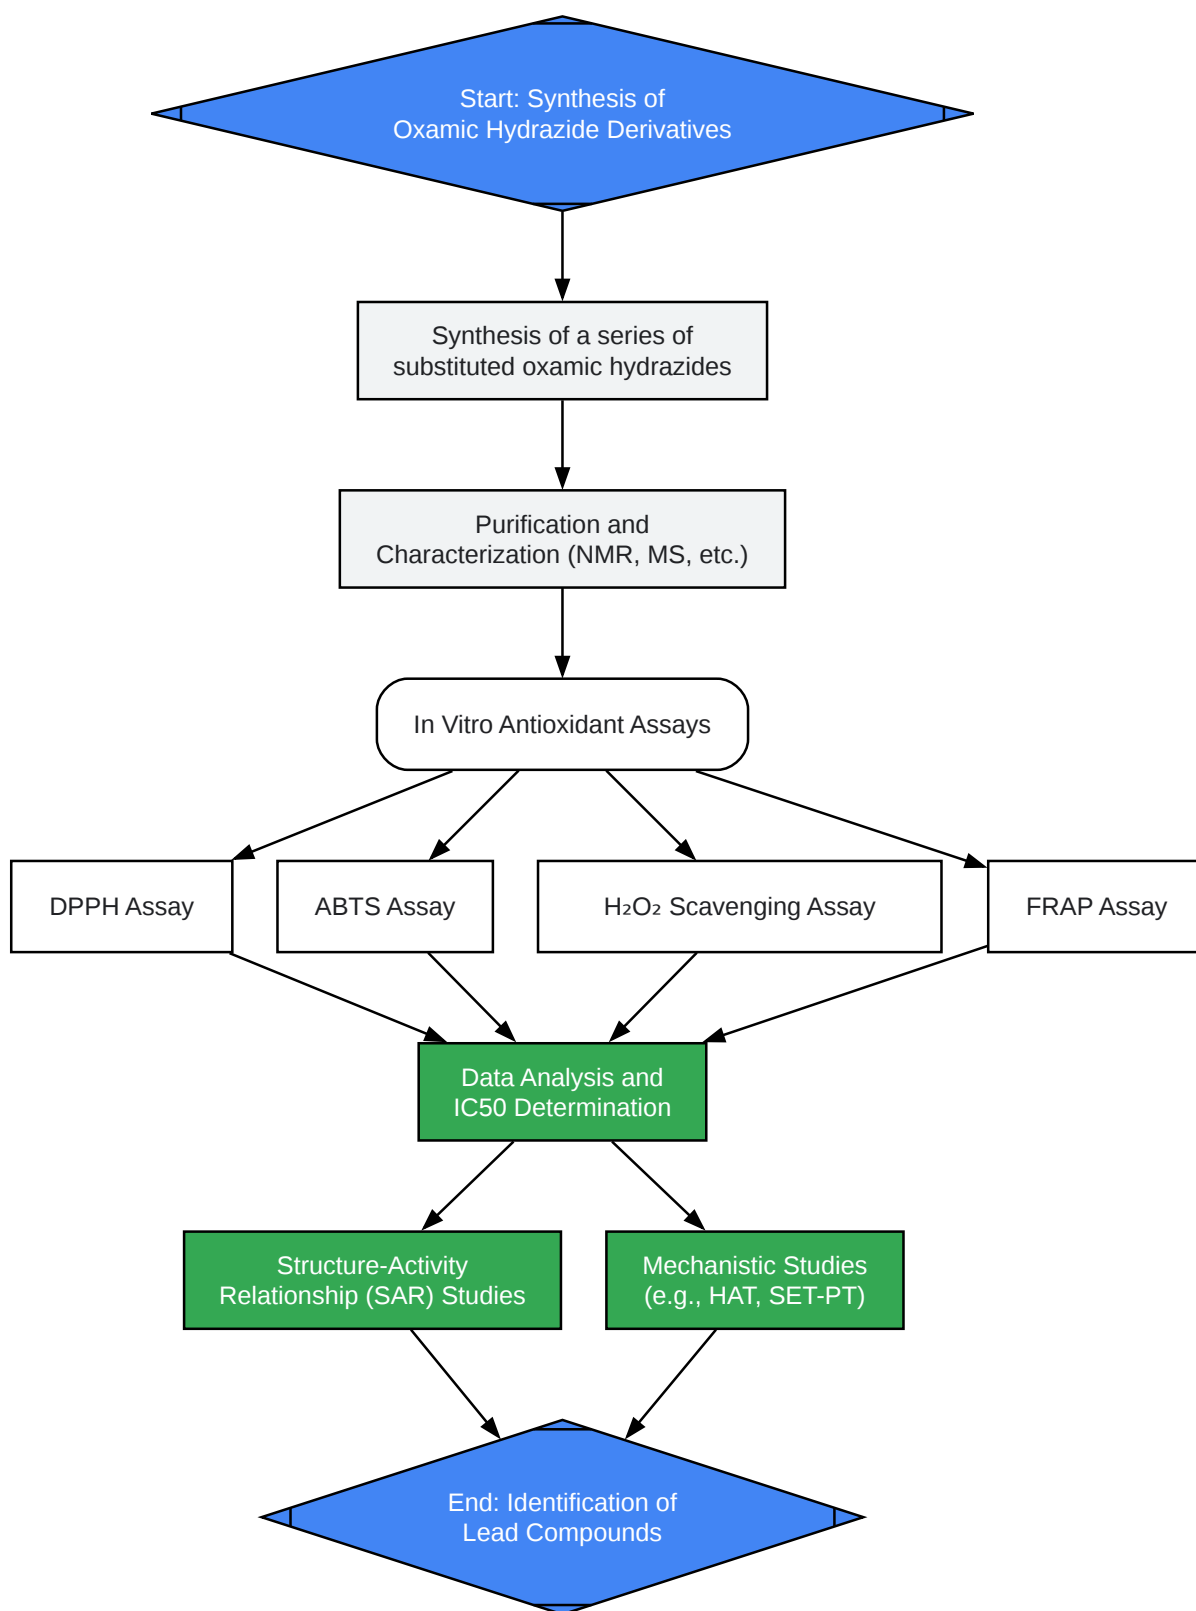 Start: Synthesis of
Oxamic Hydrazide Derivatives
Synthesis of a series of
substituted oxamic hydrazides
Purification and
Characterization (NMR, MS, etc.)
In Vitro Antioxidant Assays
DPPH Assay
ABTS Assay
H₂O₂ Scavenging Assay
FRAP Assay
Data Analysis and
IC50 Determination
Structure-Activity
Relationship (SAR) Studies
Mechanistic Studies
(e.g., HAT, SET-PT)
End: Identification of
Lead Compounds